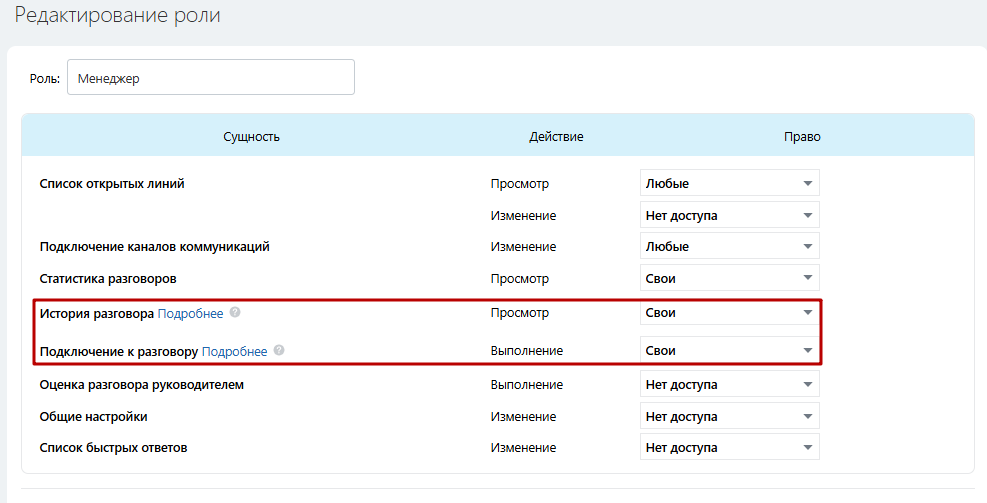 Редактирование роли
Роль: Менеджер
Сущность Действие Право
Список открытых линий Просмотр Любые
Изменение Нет доступа
Подключение каналов коммуникаций Изменение Любые
Статистика разговоров Просмотр Свои
История разговора Подробнее ? Просмотр Свои
Подключение к разговору Подробнее ? Выполнение Свои
Оценка разговора руководителем Выполнение Нет доступа
Общие настройки Изменение Нет доступа
Список быстрых ответов Изменение Нет доступа